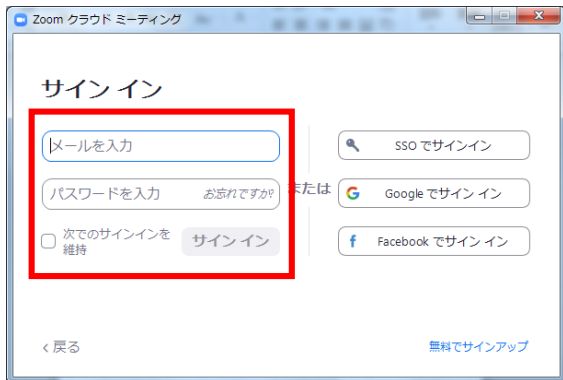 Zoom クラウド ミーティング
サイン イン
メールを入力
パスワードを入力 お忘れですか?
次でのサインインを
維持
サイン イン
または
SSO でサインイン
Google でサイン イン
Facebook でサイン イン
く戻る
無料でサインアップ